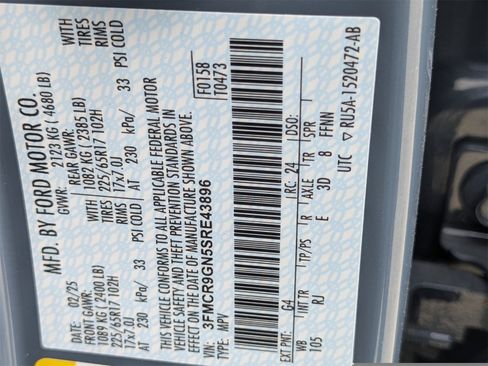 MFD. BY FORD MOTOR CO.
02/25 GVWR: 2123 KG ( 4680 LB)
FRONT GAWR: REAR GAWR: WITH
1089 KG ( 2400 LB) 1082 KG ( 2385 LB) TIRES
225/65R17 102H 225/65R17 102H RIMS
17x7.0J 17x7.0J
AT 230 kPa/ 33 PSI COLD AT 230 kPa/ 33 PSI COLD
THIS VEHICLE CONFORMS TO ALL APPLICABLE FEDERAL MOTOR
VEHICLE SAFETY, BUMPER AND THEFT PREVENTION STANDARDS IN
EFFECT ON THE DATE OF MANUFACTURE SHOWN ABOVE.
VIN: 3FMCR9GN5SRE43896 F0158
TYPE: MPV T0473
EXT PNT: G4 RC: 24 DSO:
WB INT TR TP/PS R AXLE TR SPR
105 RJ E 3D 8 FFNN
UTC RU5A-1520472-AB